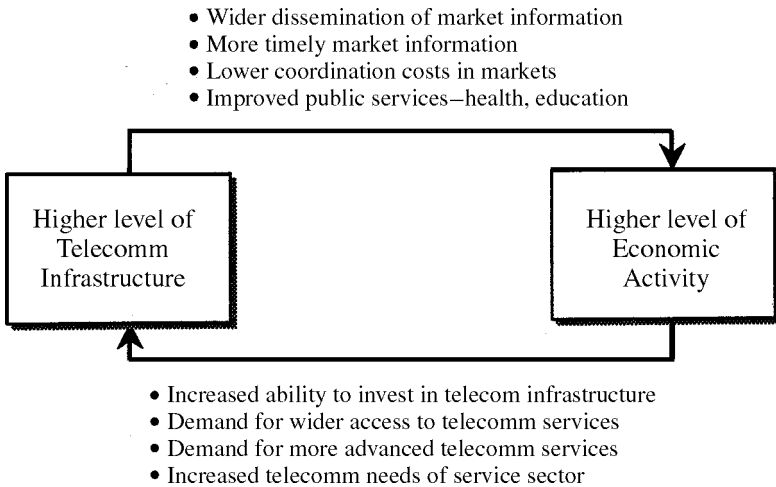 • Wider dissemination of market information
• More timely market information
• Lower coordination costs in markets
• Improved public services–health, education
Higher level of
Telecomm
Infrastructure
Higher level of
Economic
Activity
• Increased ability to invest in telecom infrastructure
• Demand for wider access to telecomm services
• Demand for more advanced telecomm services
• Increased telecomm needs of service sector